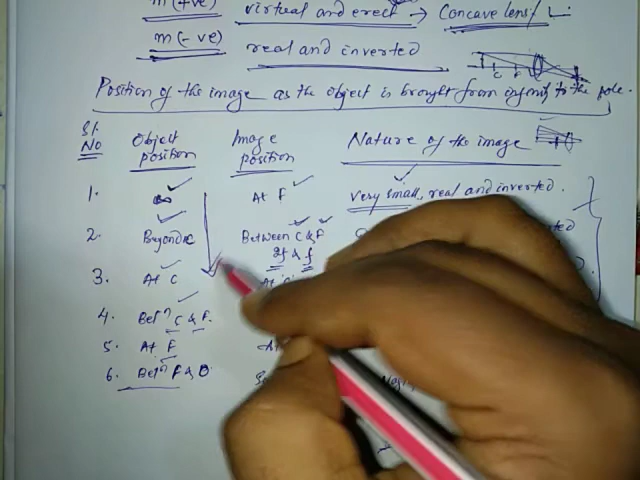 m(+ve) virtual and erect → Concave lens/
m(-ve) real and inverted
Position of the image as the object is brought from infinity to the pole.
Sl. No Object position Image position Nature of the image
1. ∞ At F Very small, real and inverted.
2. Beyond C Between C & F
2f & f
3. At C At C
4. Betn C & F.
5. At F
6. Betn F & O